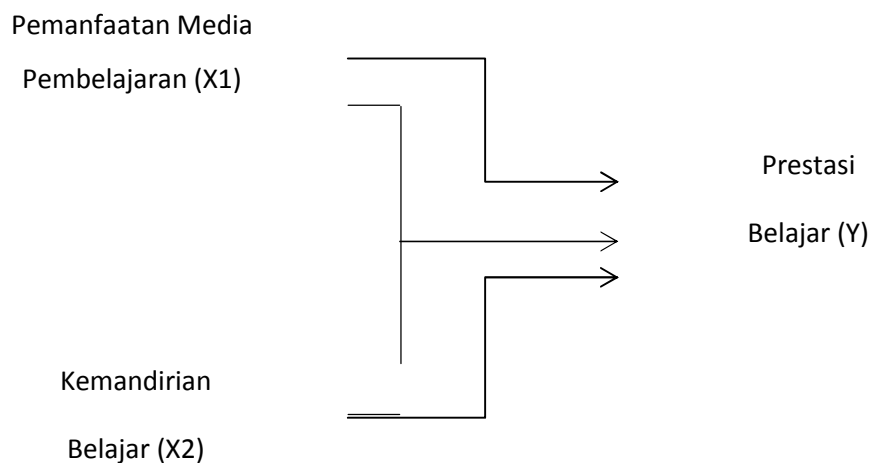 Pemanfaatan Media
Pembelajaran (X1)
Prestasi
Belajar (Y)
Kemandirian
Belajar (X2)